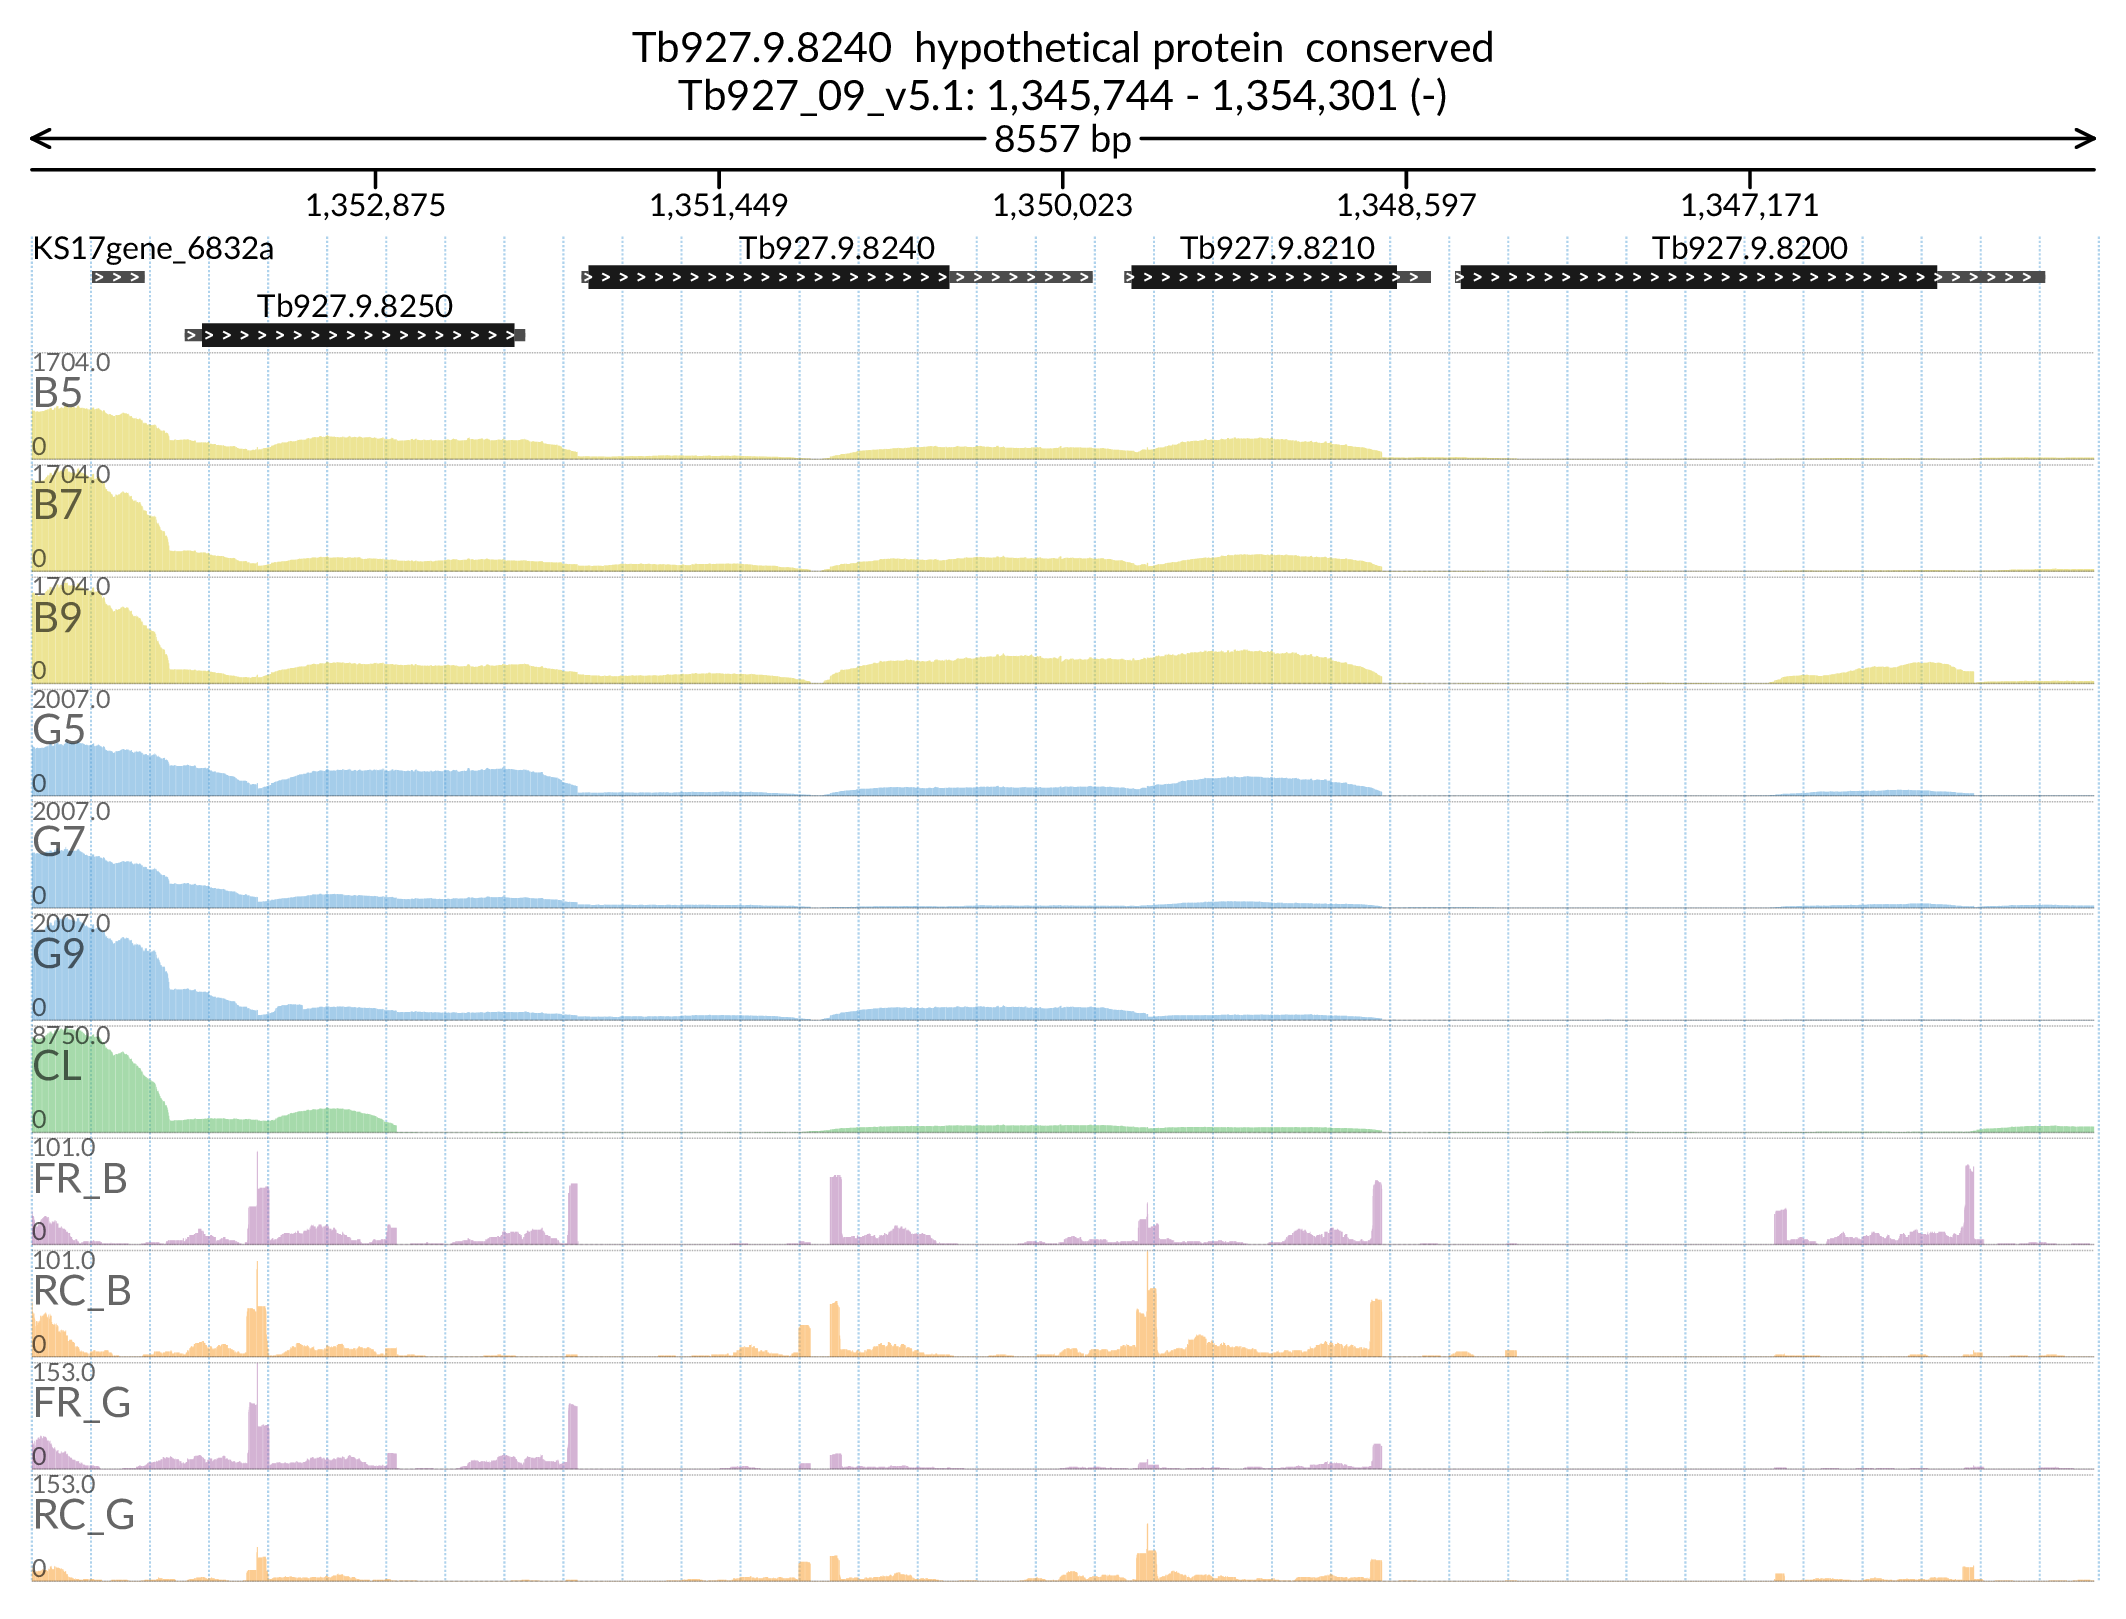 Tb927.9.8240  hypothetical protein  conserved
Tb927_09_v5.1: 1,345,744 - 1,354,301 (-)
8557 bp
1,352,875 1,351,449 1,350,023 1,348,597 1,347,171
KS17gene_6832a Tb927.9.8240 Tb927.9.8210 Tb927.9.8200
Tb927.9.8250
1704.0
B5
0
1704.0
B7
0
1704.0
B9
0
2007.0
G5
0
2007.0
G7
0
2007.0
G9
0
8750.0
CL
0
101.0
FR_B
0
101.0
RC_B
0
153.0
FR_G
0
153.0
RC_G
0